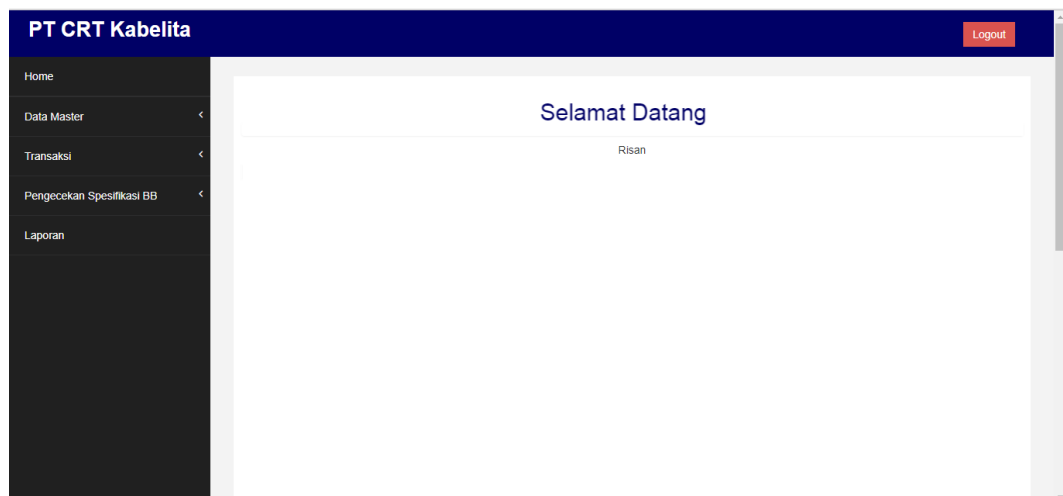 PT CRT Kabelita
Logout
Home
Data Master
Transaksi
Pengecekan Spesifikasi BB
Laporan
Selamat Datang
Risan